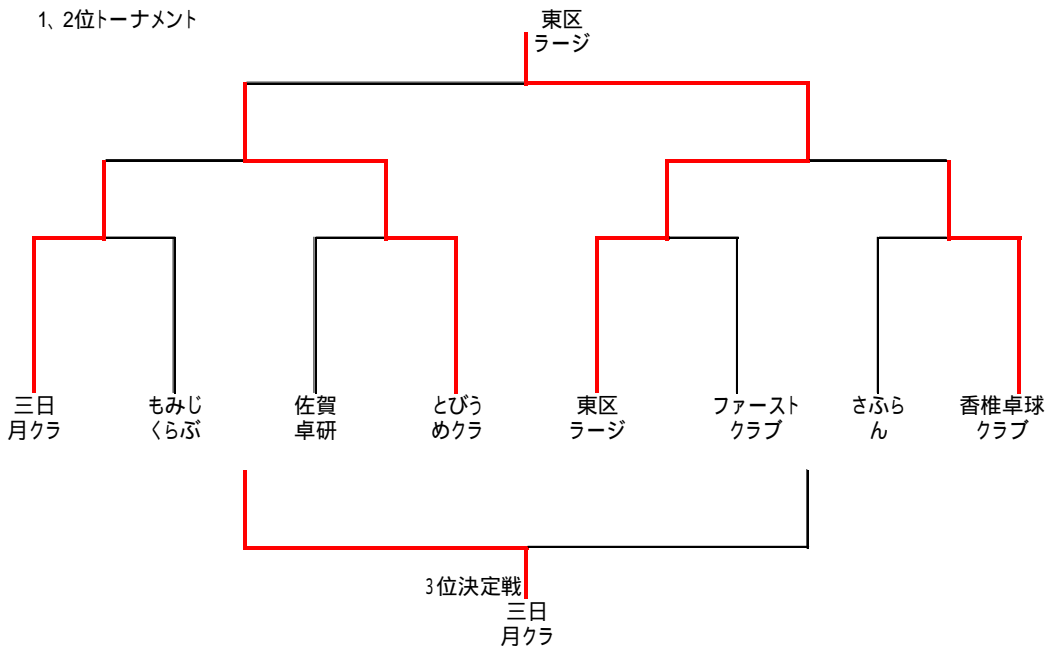 1、2位トーナメント
東区
ラージ
三日
月クラ
もみじ
くらぶ
佐賀
卓研
とびう
めクラ
東区
ラージ
ファースト
クラブ
さふら
ん
香椎卓球
クラブ
3位決定戦
三日
月クラ